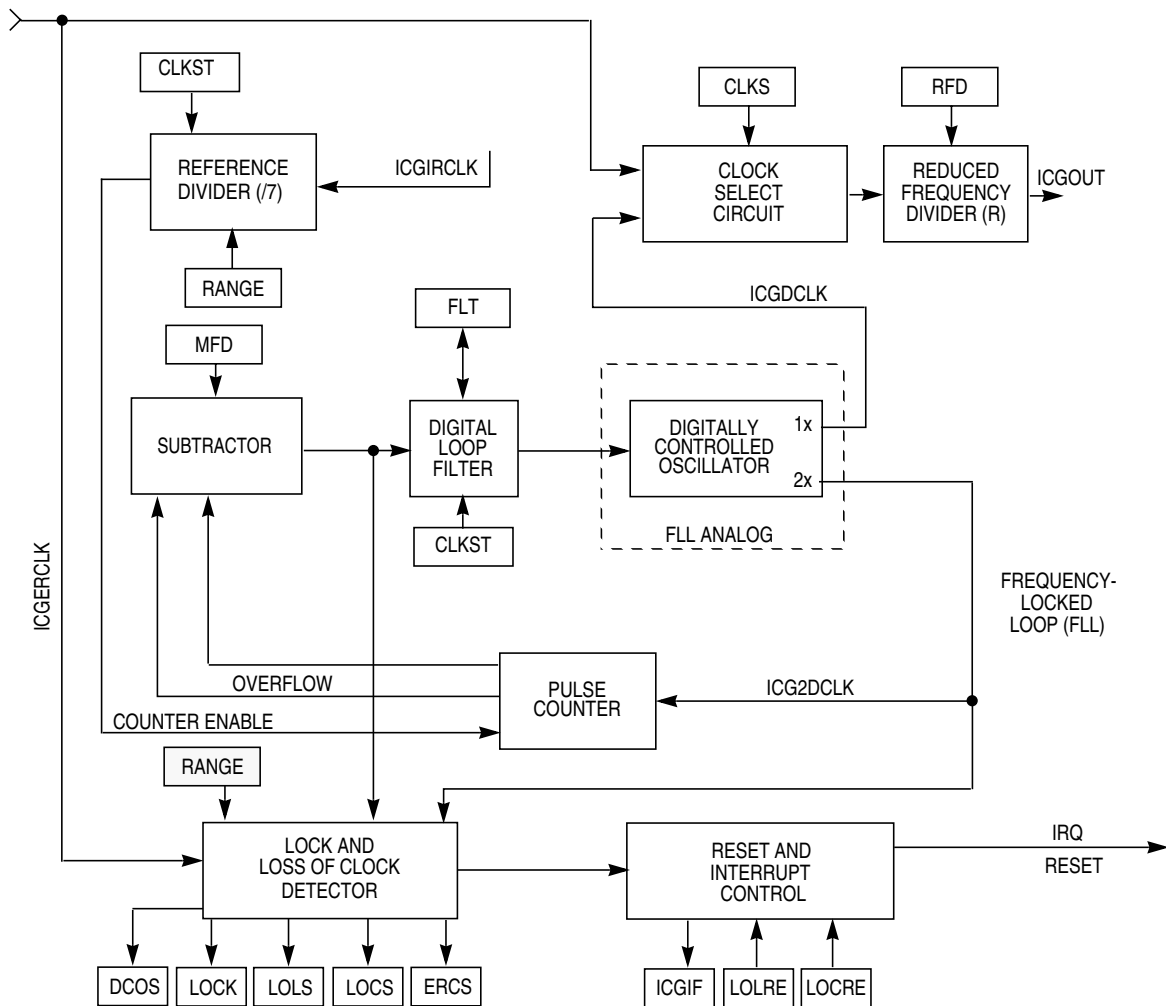 CLKST
CLKS
RFD
REFERENCE
DIVIDER (/7)
ICGIRCLK
CLOCK
SELECT
CIRCUIT
REDUCED
FREQUENCY
DIVIDER (R)
ICGOUT
RANGE
FLT
ICGDCLK
MFD
SUBTRACTOR
DIGITAL
LOOP
FILTER
DIGITALLY
CONTROLLED
OSCILLATOR
1x
2x
FLL ANALOG
CLKST
ICGERCLK
FREQUENCY-
LOCKED
LOOP (FLL)
OVERFLOW
PULSE
COUNTER
ICG2DCLK
COUNTER ENABLE
RANGE
LOCK AND
LOSS OF CLOCK
DETECTOR
RESET AND
INTERRUPT
CONTROL
IRQ
RESET
DCOS
LOCK
LOLS
LOCS
ERCS
ICGIF
LOLRE
LOCRE